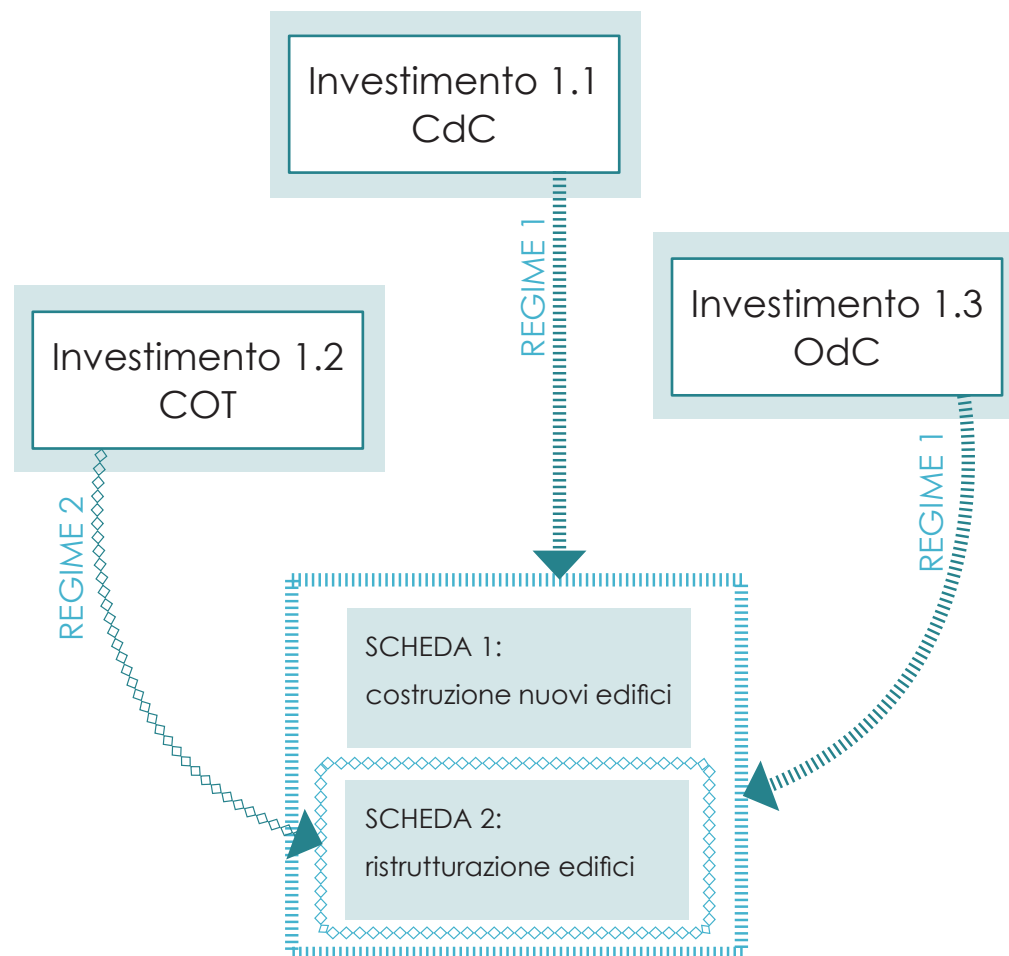 Investimento 1.1
CdC
REGIME 1
Investimento 1.3
OdC
REGIME 1
Investimento 1.2
COT
REGIME 2
SCHEDA 1:
costruzione nuovi edifici
SCHEDA 2:
ristrutturazione edifici